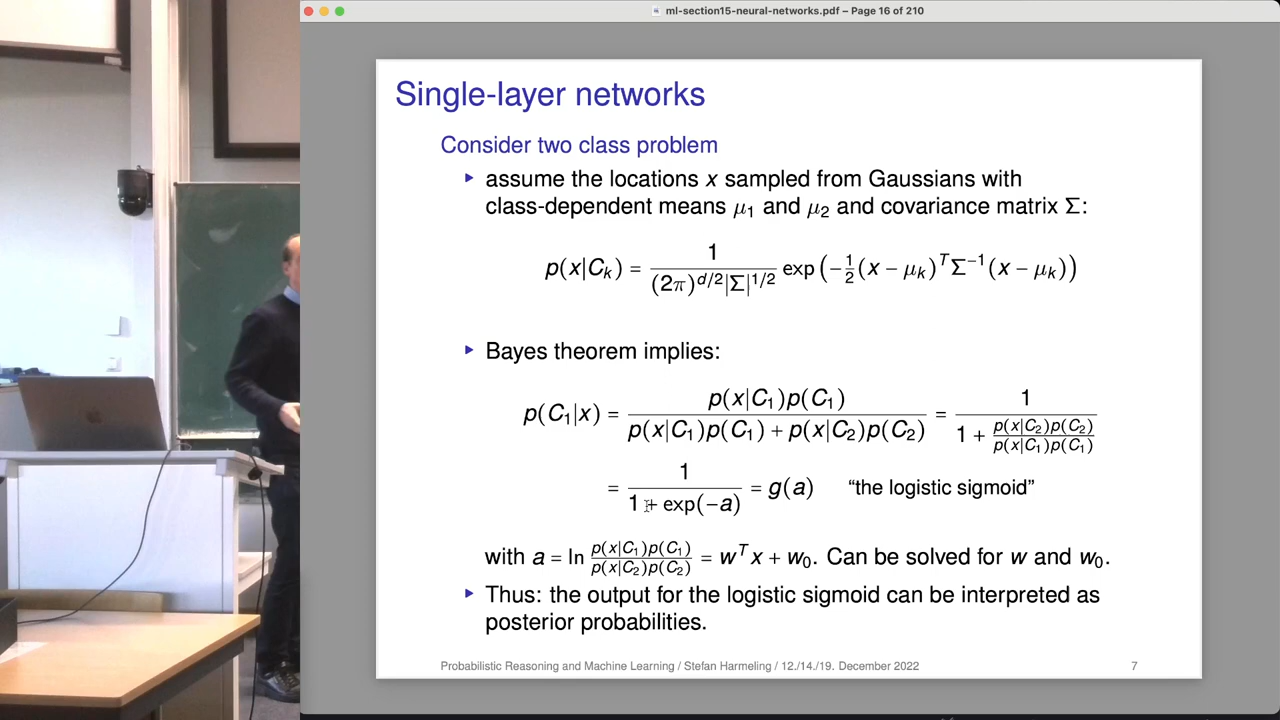 ml-section15-neural-networks.pdf – Page 16 of 210
Single-layer networks
Consider two class problem
▸ assume the locations x sampled from Gaussians with
class-dependent means μ₁ and μ₂ and covariance matrix Σ:
p(x|Cₖ) = 1 / ((2π)^{d/2}|Σ|^{1/2}) exp(−½(x − μₖ)ᵀΣ⁻¹(x − μₖ))
▸ Bayes theorem implies:
p(C₁|x) = p(x|C₁)p(C₁) / (p(x|C₁)p(C₁) + p(x|C₂)p(C₂)) = 1 / (1 + p(x|C₂)p(C₂) / p(x|C₁)p(C₁))
= 1 / (1 + exp(−a)) = g(a) “the logistic sigmoid”
with a = ln p(x|C₁)p(C₁) / p(x|C₂)p(C₂) = wᵀx + w₀. Can be solved for w and w₀.
▸ Thus: the output for the logistic sigmoid can be interpreted as
posterior probabilities.
Probabilistic Reasoning and Machine Learning / Stefan Harmeling / 12./14./19. December 2022 7